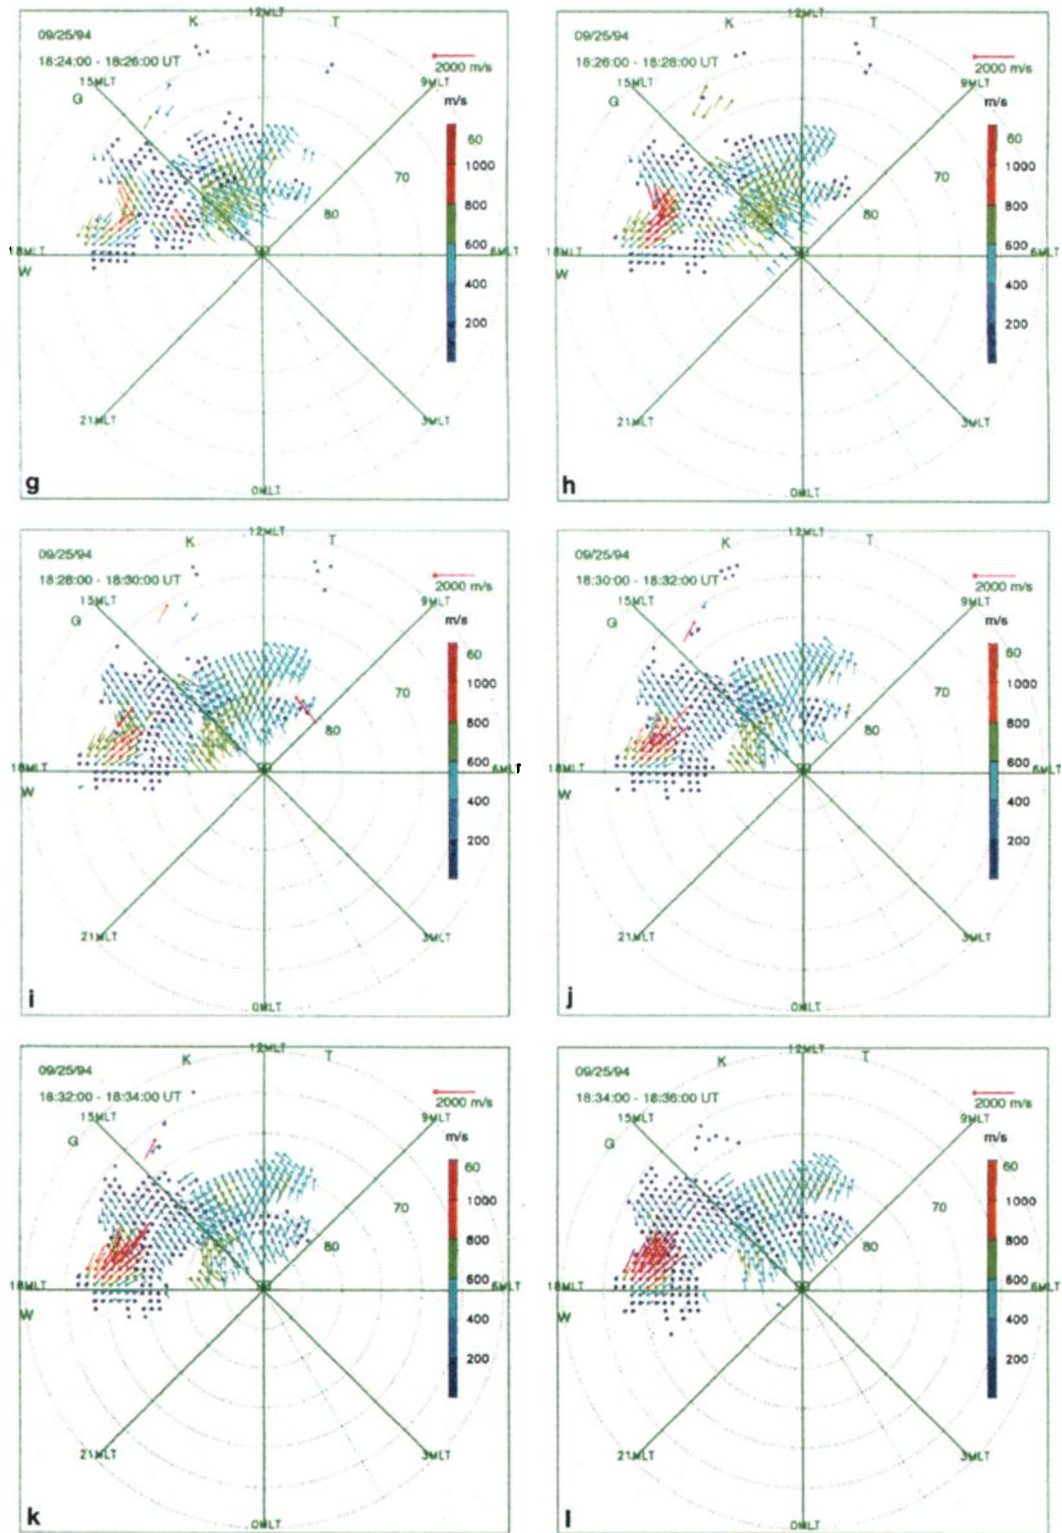 12MLT
K T
09/25/94
18:24:00 - 18:26:00 UT
2000 m/s
15MLT 9MLT
G
m/s
60
1000
70
800
80
600
18MLT 6MLT
W
400
200
21MLT 3MLT
0MLT
g
12MLT
K T
09/25/94
18:26:00 - 18:28:00 UT
2000 m/s
15MLT 9MLT
G
m/s
60
1000
70
800
80
600
18MLT 6MLT
W
400
200
21MLT 3MLT
0MLT
h
12MLT
K T
09/25/94
18:28:00 - 18:30:00 UT
2000 m/s
15MLT 9MLT
G
m/s
60
1000
70
800
80
600
18MLT 6MLT
W
400
200
21MLT 3MLT
0MLT
i
12MLT
K T
09/25/94
18:30:00 - 18:32:00 UT
2000 m/s
15MLT 9MLT
G
m/s
60
1000
70
800
80
600
18MLT 6MLT
W
400
200
21MLT 3MLT
0MLT
j
12MLT
K T
09/25/94
18:32:00 - 18:34:00 UT
2000 m/s
15MLT 9MLT
G
m/s
60
1000
70
800
80
600
18MLT 6MLT
W
400
200
21MLT 3MLT
0MLT
k
12MLT
K T
09/25/94
18:34:00 - 18:36:00 UT
2000 m/s
15MLT 9MLT
G
m/s
60
1000
70
800
80
600
18MLT 6MLT
W
400
200
21MLT 3MLT
0MLT
l